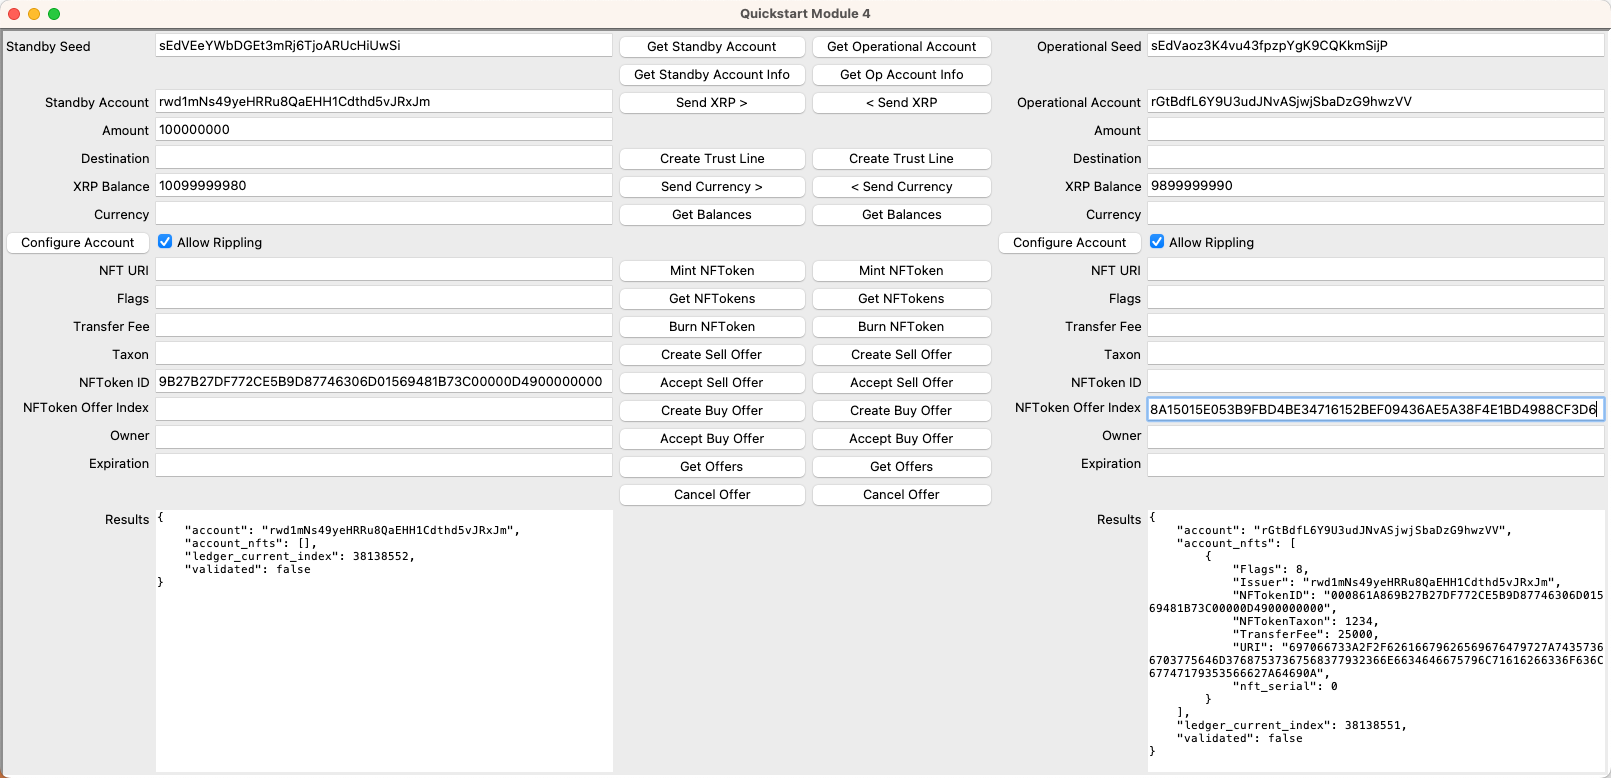 Quickstart Module 4
Standby Seed sEdVEeYWbDGEt3mRj6TjoARUcHiUwSi Get Standby Account Get Operational Account Operational Seed sEdVaoz3K4vu43fpzpYgK9CQKkmSijP
Get Standby Account Info Get Op Account Info
Standby Account rwd1mNs49yeHRRu8QaEHH1Cdthd5vJRxJm Send XRP > < Send XRP Operational Account rGtBdfL6Y9U3udJNvASjwjSbaDzG9hwzVV
Amount 100000000 Amount
Destination Create Trust Line Create Trust Line Destination
XRP Balance 10099999980 Send Currency > < Send Currency XRP Balance 9899999990
Currency Get Balances Get Balances Currency
Configure Account Allow Rippling Configure Account Allow Rippling
NFT URI Mint NFToken Mint NFToken NFT URI
Flags Get NFTokens Get NFTokens Flags
Transfer Fee Burn NFToken Burn NFToken Transfer Fee
Taxon Create Sell Offer Create Sell Offer Taxon
NFToken ID 9B27B27DF772CE5B9D87746306D01569481B73C00000D4900000000 Accept Sell Offer Accept Sell Offer NFToken ID
NFToken Offer Index Create Buy Offer Create Buy Offer NFToken Offer Index 8A15015E053B9FBD4BE34716152BEF09436AE5A38F4E1BD4988CF3D6
Owner Accept Buy Offer Accept Buy Offer Owner
Expiration Get Offers Get Offers Expiration
Cancel Offer Cancel Offer
Results
{
"account": "rwd1mNs49yeHRRu8QaEHH1Cdthd5vJRxJm",
"account_nfts": [],
"ledger_current_index": 38138552,
"validated": false
}
Results
{
"account": "rGtBdfL6Y9U3udJNvASjwjSbaDzG9hwzVV",
"account_nfts": [
{
"Flags": 8,
"Issuer": "rwd1mNs49yeHRRu8QaEHH1Cdthd5vJRxJm",
"NFTokenID": "000861A869B27B27DF772CE5B9D87746306D015
69481B73C00000D4900000000",
"NFTokenTaxon": 1234,
"TransferFee": 25000,
"URI": "697066733A2F2F62616679626569676479727A7435736
6703775646D37687537367568377932366E6634646675796C71616266336F636C
67747179353566627A64690A",
"nft_serial": 0
}
],
"ledger_current_index": 38138551,
"validated": false
}